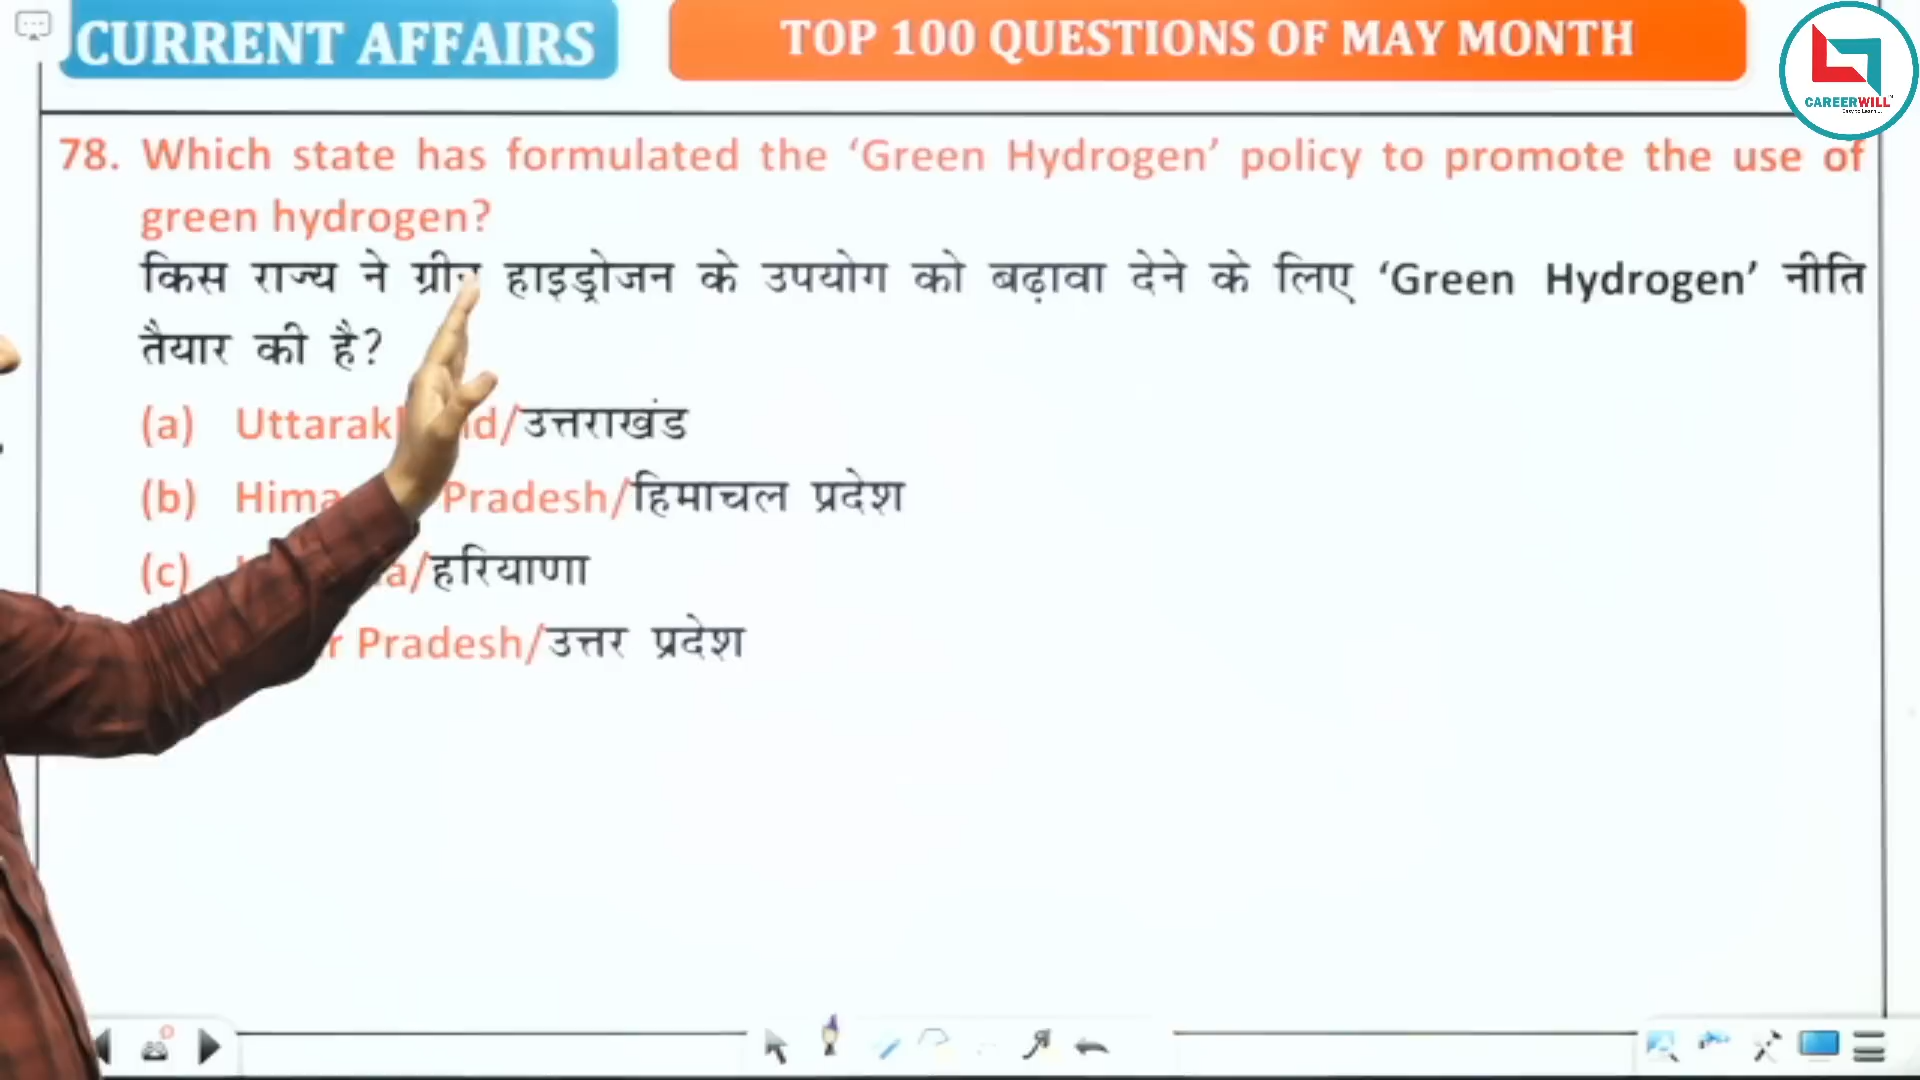 CURRENT AFFAIRS
TOP 100 QUESTIONS OF MAY MONTH
CAREERWILL
78. Which state has formulated the ‘Green Hydrogen’ policy to promote the use of
green hydrogen?
किस राज्य ने ग्रीन हाइड्रोजन के उपयोग को बढ़ावा देने के लिए ‘Green Hydrogen’ नीति
तैयार की है?
(a) /उत्तराखंड
(b) Pradesh/हिमाचल प्रदेश
(c) /हरियाणा
Pradesh/उत्तर प्रदेश